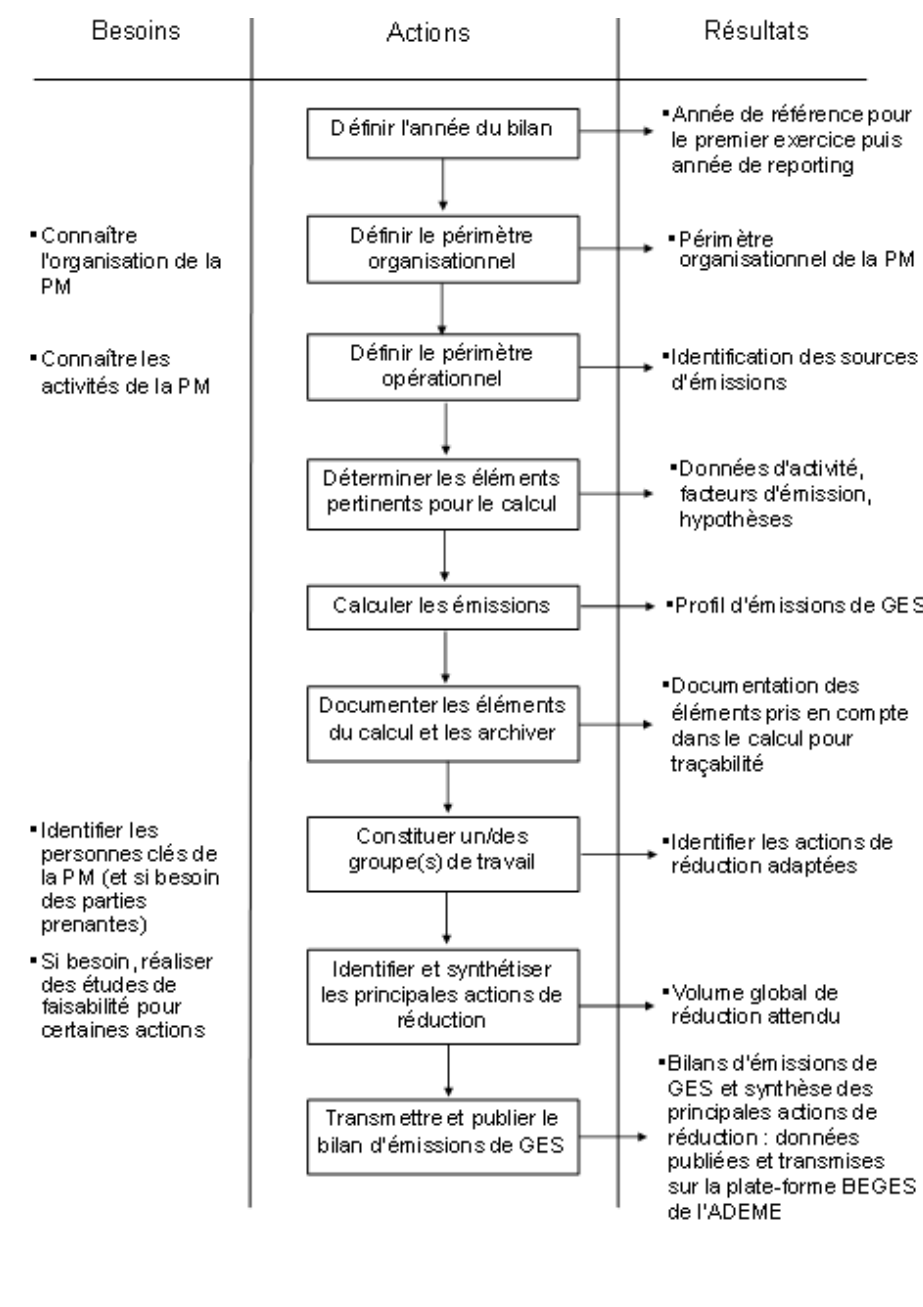 Besoins
Actions
Résultats
Définir l'année du bilan
▪Année de référence pour
le premier exercice puis
année de reporting
▪Connaître
l'organisation de la
PM
Définir le périmètre
organisationnel
▪Périmètre
organisationnel de la PM
▪Connaître les
activités de la PM
Définir le périmètre
opérationnel
▪Identification des sources
d'émissions
Déterminer les éléments
pertinents pour le calcul
▪Données d'activité,
facteurs d'émission,
hypothèses
Calculer les émissions
▪Profil d'émissions de GES
Documenter les éléments
du calcul et les archiver
▪Documentation des
éléments pris en compte
dans le calcul pour
traçabilité
▪Identifier les
personnes clés de
la PM (et si besoin
des parties
prenantes)
Constituer un/des
groupe(s) de travail
▪Identifier les actions de
réduction adaptées
▪Si besoin, réaliser
des études de
faisabilité pour
certaines actions
Identifier et synthétiser
les principales actions de
réduction
▪Volume global de
réduction attendu
Transmettre et publier le
bilan d'émissions de GES
▪Bilans d'émissions de
GES et synthèse des
principales actions de
réduction : données
publiées et transmises
sur la plate-forme BEGES
de l'ADEME